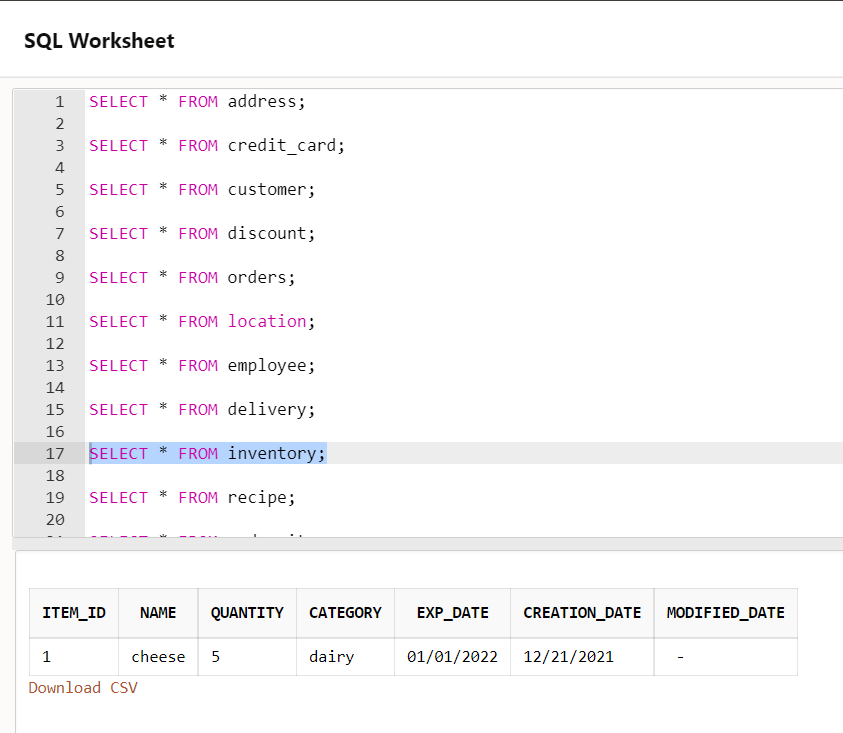 SQL Worksheet
1 SELECT * FROM address;
2
3 SELECT * FROM credit_card;
4
5 SELECT * FROM customer;
6
7 SELECT * FROM discount;
8
9 SELECT * FROM orders;
10
11 SELECT * FROM location;
12
13 SELECT * FROM employee;
14
15 SELECT * FROM delivery;
16
17 SELECT * FROM inventory;
18
19 SELECT * FROM recipe;
20
ITEM_ID NAME QUANTITY CATEGORY EXP_DATE CREATION_DATE MODIFIED_DATE
1 cheese 5 dairy 01/01/2022 12/21/2021 -
Download CSV